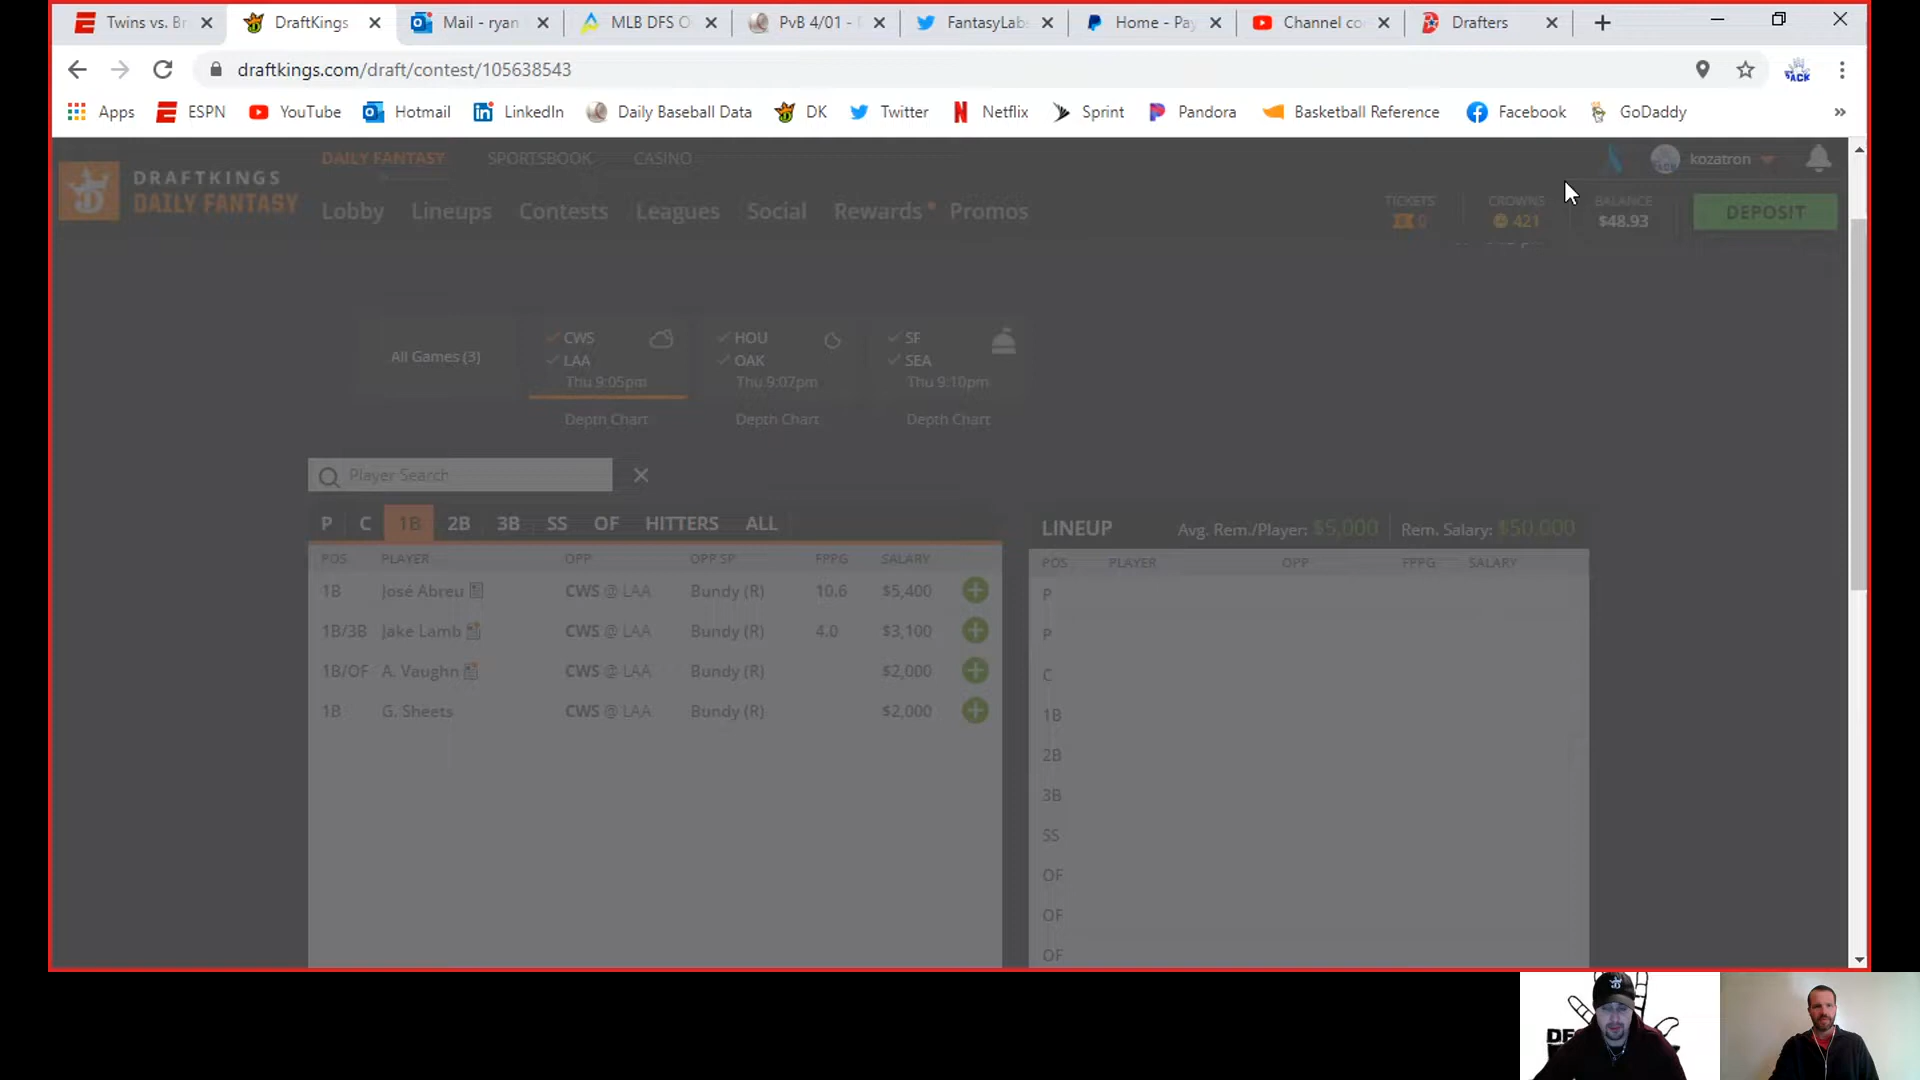 Twins vs. Br
DraftKings
Mail - ryan
MLB DFS O
PvB 4/01 -
FantasyLab
Home - Pay
Channel co
Drafters
draftkings.com/draft/contest/105638543
Apps
ESPN
YouTube
Hotmail
LinkedIn
Daily Baseball Data
DK
Twitter
Netflix
Sprint
Pandora
Basketball Reference
Facebook
GoDaddy
DRAFTKINGS
DAILY FANTASY
DAILY FANTASY SPORTSBOOK CASINO
kozatron
Lobby Lineups Contests Leagues Social Rewards Promos
TICKETS
0
CROWNS
421
BALANCE
$48.93
DEPOSIT
All Games (3)
CWS
LAA
Thu 9:05pm
Depth Chart
HOU
OAK
Thu 9:07pm
Depth Chart
SF
SEA
Thu 9:10pm
Depth Chart
Player Search
P C 1B 2B 3B SS OF HITTERS ALL
POS PLAYER OPP OPP SP FPPG SALARY
1B José Abreu CWS @ LAA Bundy (R) 10.6 $5,400
1B/3B Jake Lamb CWS @ LAA Bundy (R) 4.0 $3,100
1B/OF A. Vaughn CWS @ LAA Bundy (R) $2,000
1B G. Sheets CWS @ LAA Bundy (R) $2,000
LINEUP Avg. Rem./Player: $5,000 Rem. Salary: $50,000
POS PLAYER OPP FPPG SALARY
P
P
C
1B
2B
3B
SS
OF
OF
OF